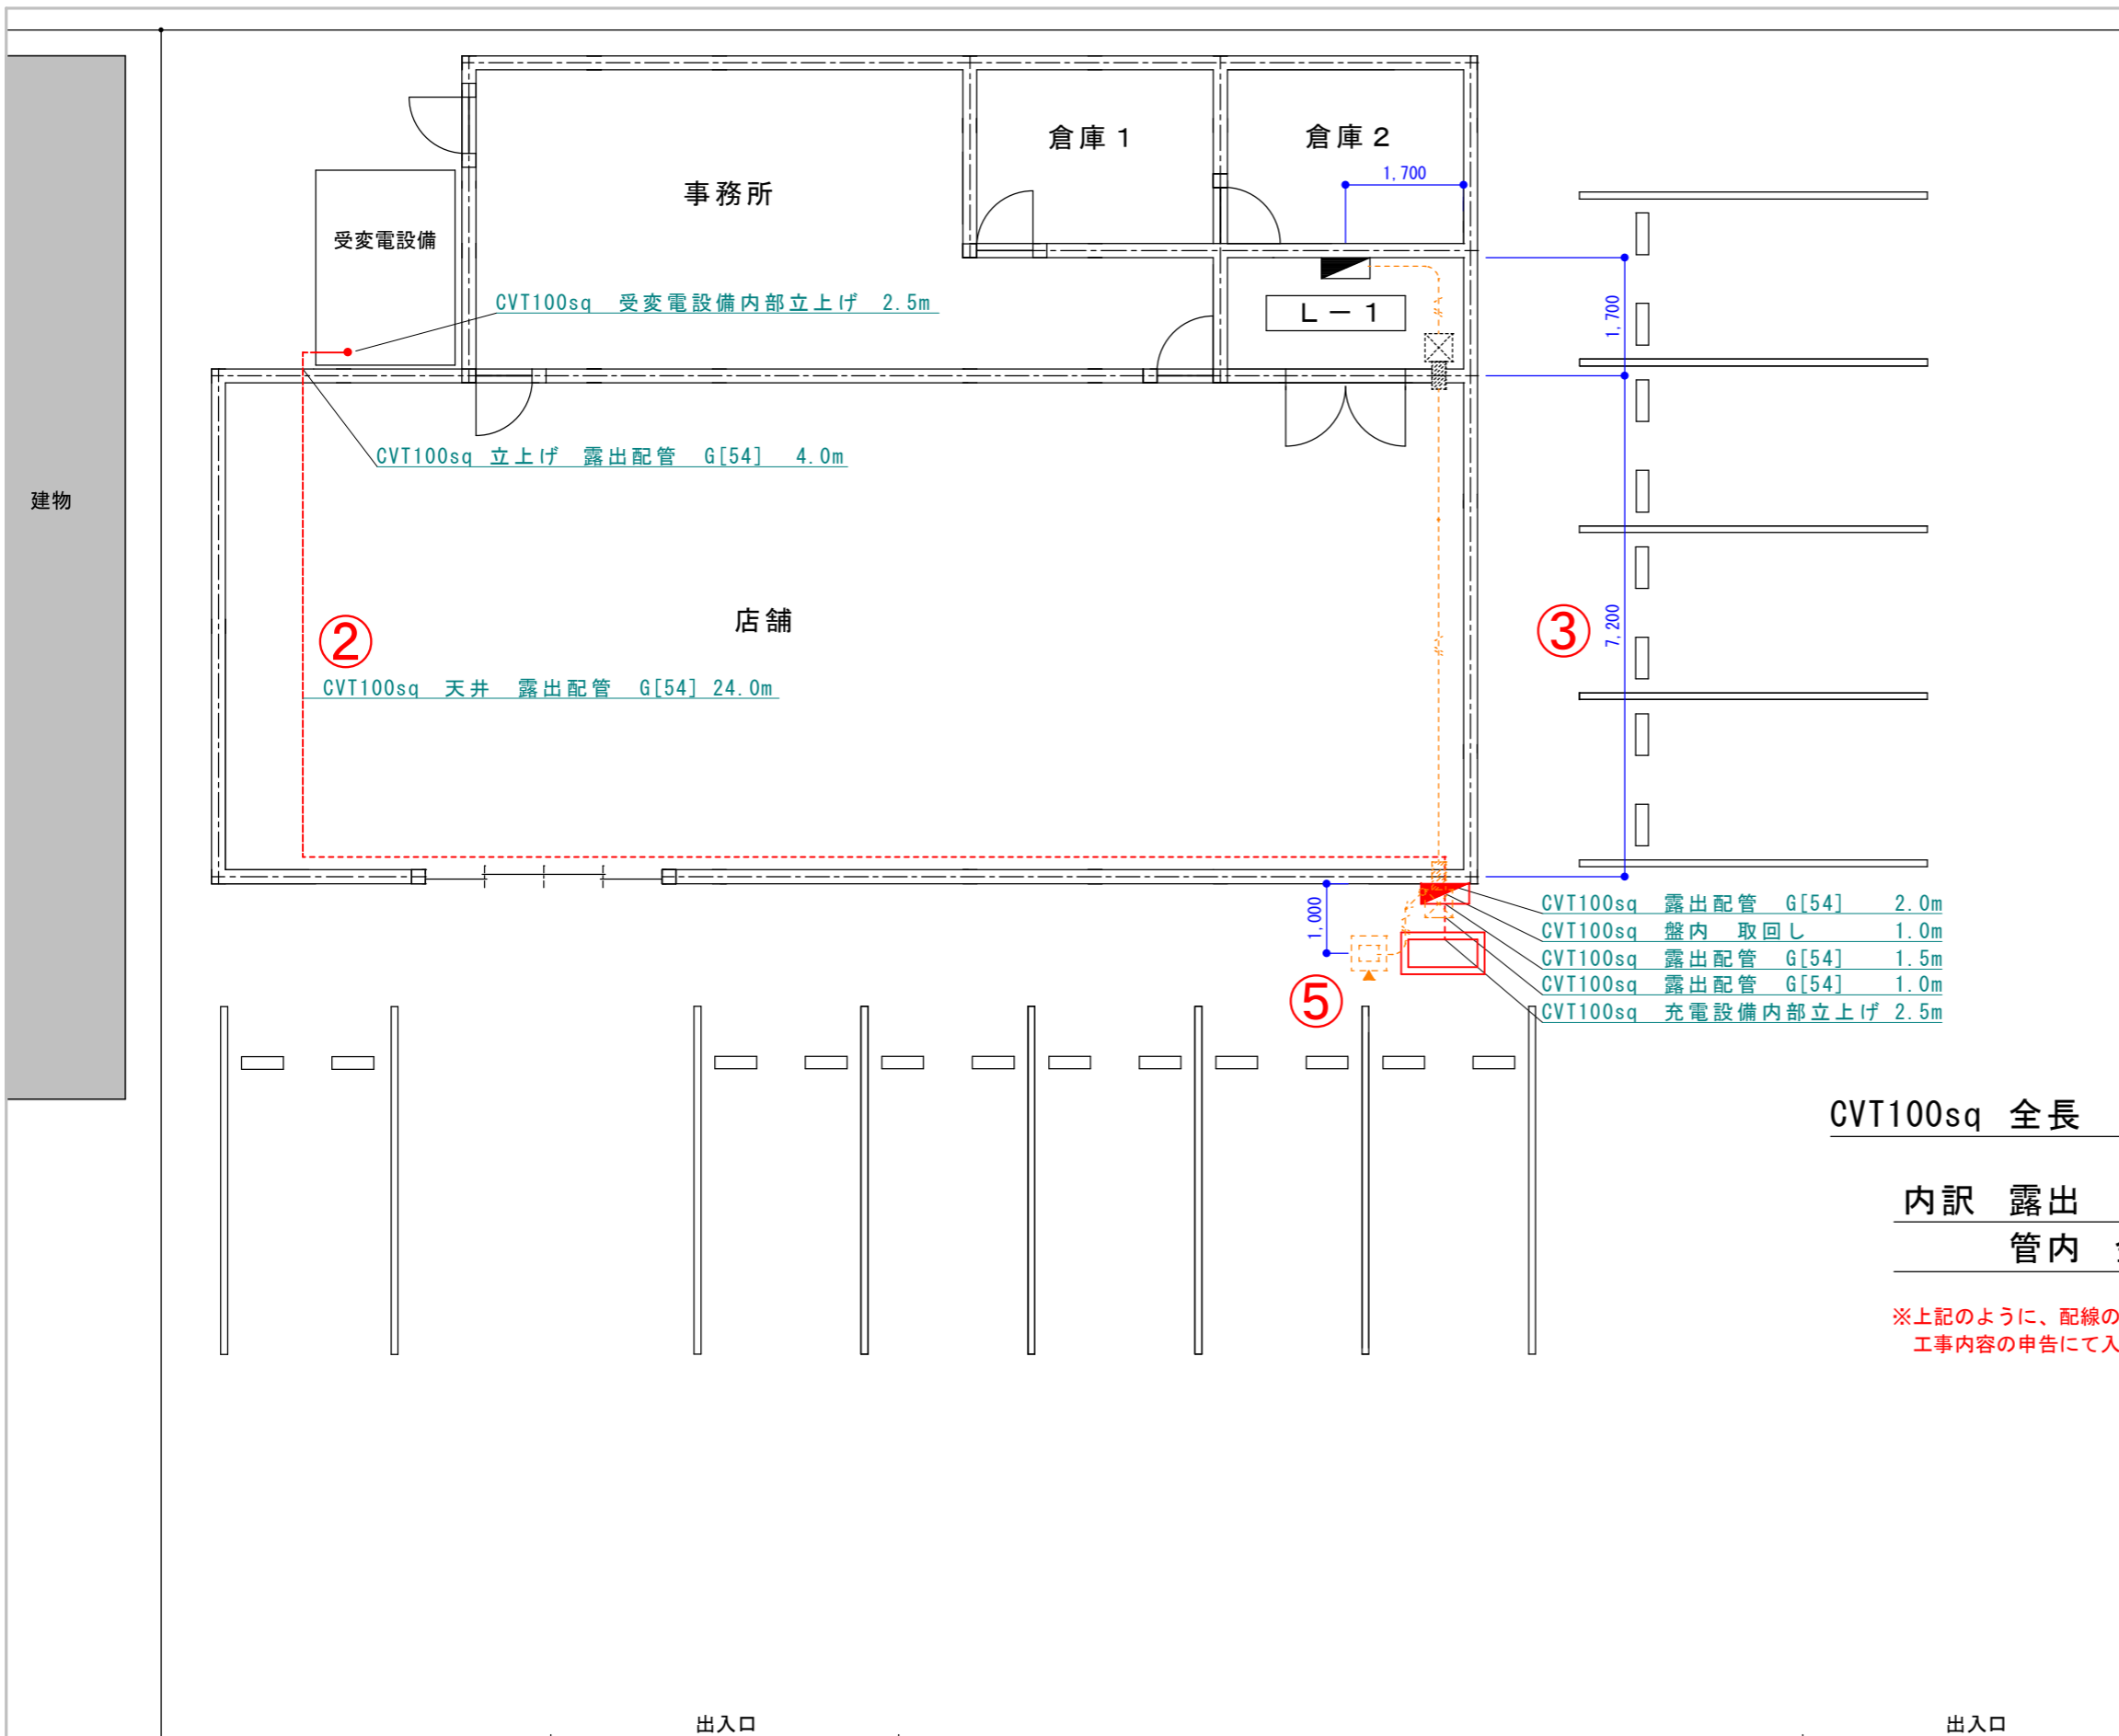 倉庫１
倉庫２
1,700
事務所
受変電設備
CVT100sq 受変電設備内部立上げ 2.5m
Ｌ－１
1,700
CVT100sq 立上げ 露出配管 G[54] 4.0m
建物
店舗
②
③
7,200
CVT100sq 天井 露出配管 G[54] 24.0m
1,000
CVT100sq 露出配管 G[54] 2.0m
CVT100sq 盤内 取回し 1.0m
CVT100sq 露出配管 G[54] 1.5m
CVT100sq 露出配管 G[54] 1.0m
CVT100sq 充電設備内部立上げ 2.5m
⑤
CVT100sq 全長
内訳 露出
管内
※上記のように、配線の
工事内容の申告にて入
出入口
出入口